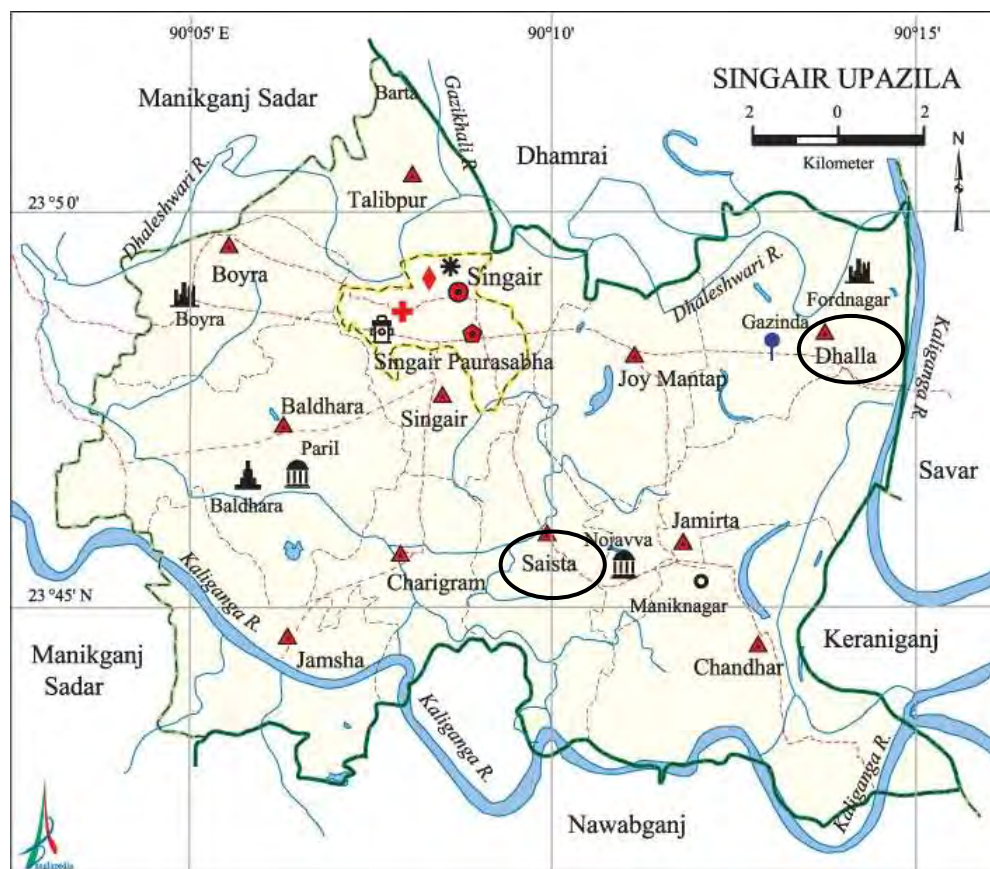 90°05' E
90°10'
90°15'
SINGAIR UPAZILA
2 0 2
Kilometer
N
Manikganj Sadar
Barta
Gazikhali R.
Dhamrai
Talibpur
23°50'
Dhaleshwari R.
Boyra
Singair
Dhaleshwari R.
Fordnagar
Boyra
Gazinda
Kaliganga R.
Singair Paurasabha
Joy Mantap
Dhalla
Baldhara
Singair
Paril
Savar
Baldhara
Jamirta
Nojavva
Saista
Charigram
Maniknagar
23°45' N
Kaliganga R.
Keraniganj
Manikganj
Sadar
Jamsha
Chandhar
Kaliganga R.
Kaliganga R.
Nawabganj